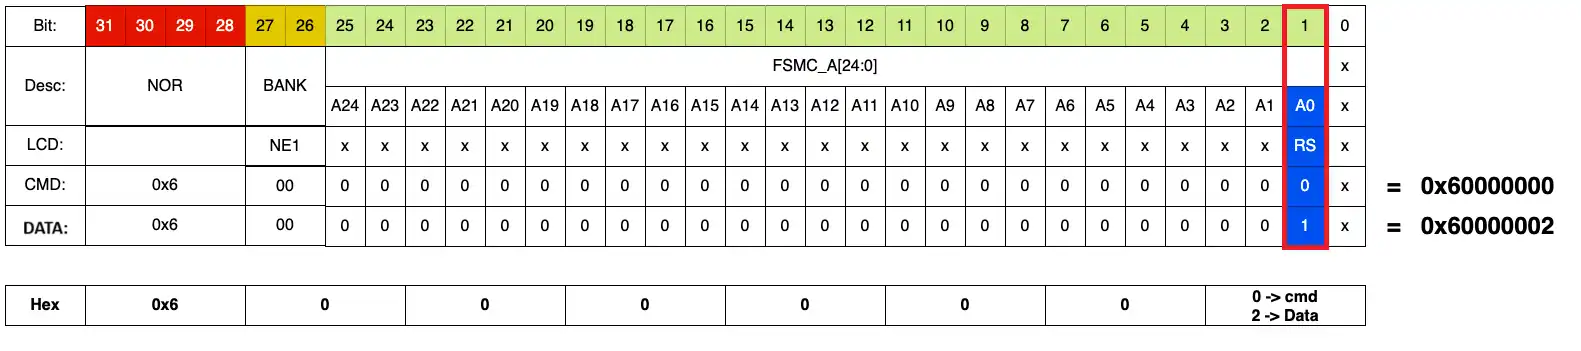 Bit: 31 30 29 28 27 26 25 24 23 22 21 20 19 18 17 16 15 14 13 12 11 10 9 8 7 6 5 4 3 2 1 0
Desc: NOR BANK FSMC_A[24:0] x
A24 A23 A22 A21 A20 A19 A18 A17 A16 A15 A14 A13 A12 A11 A10 A9 A8 A7 A6 A5 A4 A3 A2 A1 A0 x
LCD: NE1 x x x x x x x x x x x x x x x x x x x x x x x x RS x
CMD: 0x6 00 0 0 0 0 0 0 0 0 0 0 0 0 0 0 0 0 0 0 0 0 0 0 0 0 0 x = 0x60000000
DATA: 0x6 00 0 0 0 0 0 0 0 0 0 0 0 0 0 0 0 0 0 0 0 0 0 0 0 0 1 x = 0x60000002
Hex 0x6 0 0 0 0 0 0 0 -> cmd
2 -> Data